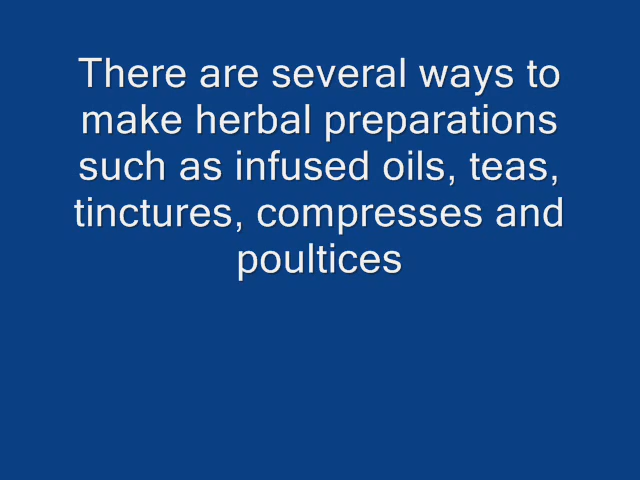 There are several ways to
make herbal preparations
such as infused oils, teas,
tinctures, compresses and
poultices